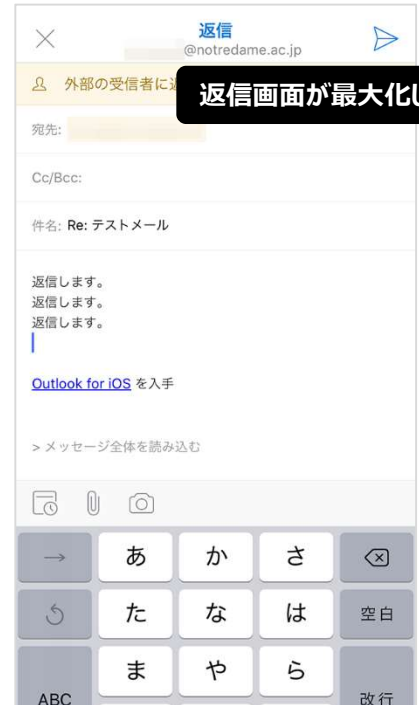 返信
@notredame.ac.jp
外部の受信者に
返信画面が最大化
宛先:
Cc/Bcc:
件名: Re: テストメール
返信します。
返信します。
返信します。
Outlook for iOS を入手
> メッセージ全体を読み込む
→ あ か さ
た な は 空白
ま や ら
ABC 改行